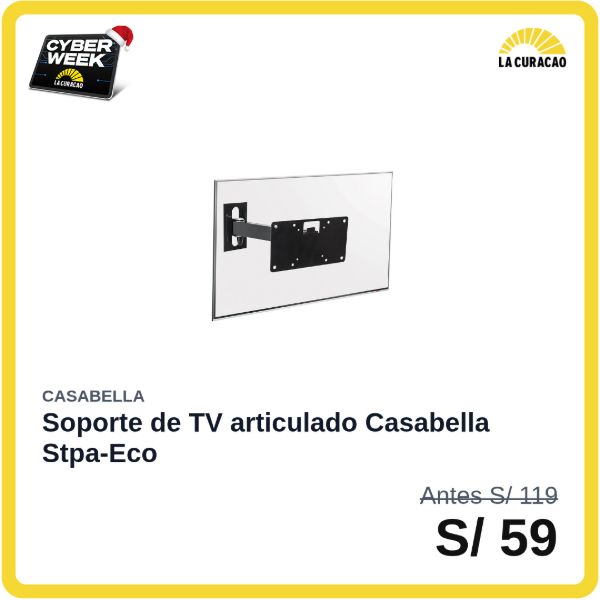 CYBER
WEEK
LA CURACAO
LA CURACAO
CASABELLA
Soporte de TV articulado Casabella
Stpa-Eco
Antes S/ 119
S/ 59